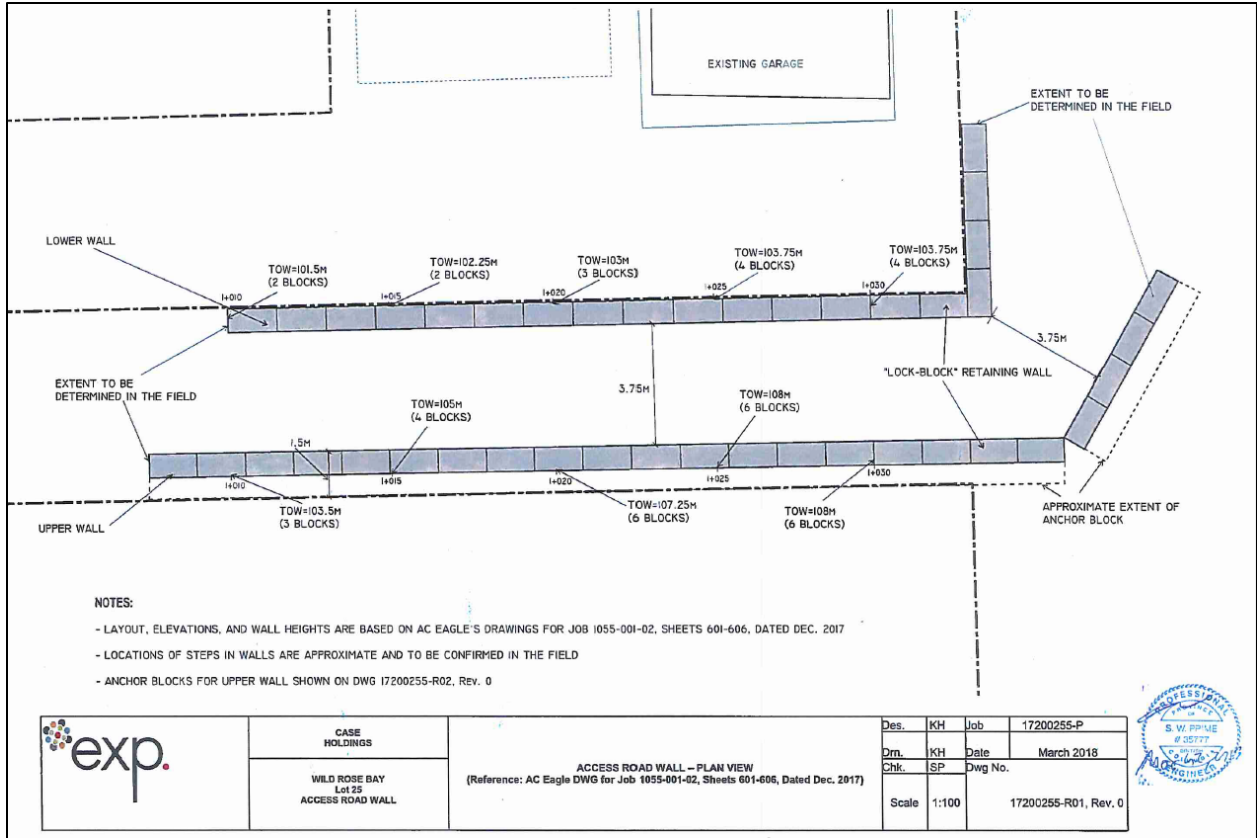 EXISTING GARAGE
EXTENT TO BE
DETERMINED IN THE FIELD
LOWER WALL
TOW=101.5M
(2 BLOCKS)
TOW=102.25M
(2 BLOCKS)
TOW=103M
(3 BLOCKS)
TOW=103.75M
(4 BLOCKS)
TOW=103.75M
(4 BLOCKS)
1+010
1+015
1+020
1+025
1+030
3.75M
3.75M
"LOCK-BLOCK" RETAINING WALL
EXTENT TO BE
DETERMINED IN THE FIELD
TOW=105M
(4 BLOCKS)
TOW=108M
(6 BLOCKS)
1.5M
1+010
1+015
1+020
1+025
1+030
UPPER WALL
TOW=103.5M
(3 BLOCKS)
TOW=107.25M
(6 BLOCKS)
TOW=108M
(6 BLOCKS)
APPROXIMATE EXTENT OF
ANCHOR BLOCK
NOTES:
- LAYOUT, ELEVATIONS, AND WALL HEIGHTS ARE BASED ON AC EAGLE'S DRAWINGS FOR JOB 1055-001-02, SHEETS 601-606, DATED DEC. 2017
- LOCATIONS OF STEPS IN WALLS ARE APPROXIMATE AND TO BE CONFIRMED IN THE FIELD
- ANCHOR BLOCKS FOR UPPER WALL SHOWN ON DWG 17200255-R02, Rev. 0
exp.
CASE
HOLDINGS
WILD ROSE BAY
Lot 25
ACCESS ROAD WALL
ACCESS ROAD WALL – PLAN VIEW
(Reference: AC Eagle DWG for Job 1055-001-02, Sheets 601-606, Dated Dec. 2017)
Des. KH Job 17200255-P
Drn. KH Date March 2018
Chk. SP Dwg No.
Scale 1:100 17200255-R01, Rev. 0
PROFESSIONAL
PROVINCE
OF
S. W. PRIME
# 35777
ENGINEER